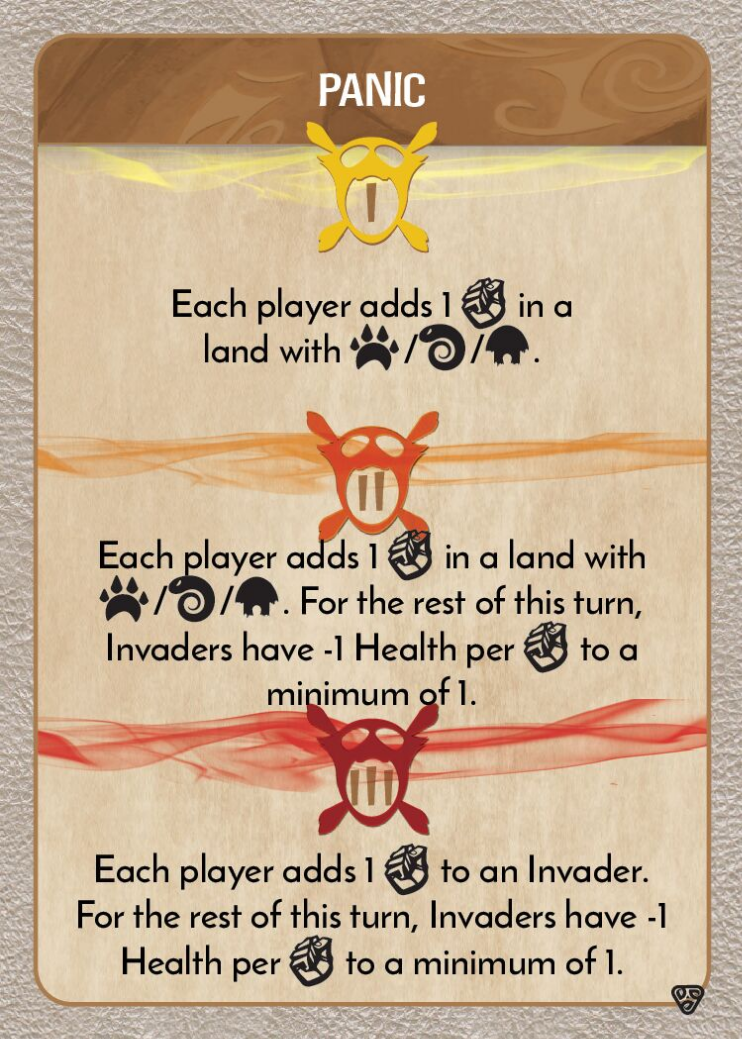 PANIC
I
Each player adds 1 in a
land with / / .
II
Each player adds 1 in a land with
/ / . For the rest of this turn,
Invaders have -1 Health per to a
minimum of 1.
III
Each player adds 1 to an Invader.
For the rest of this turn, Invaders have -1
Health per to a minimum of 1.